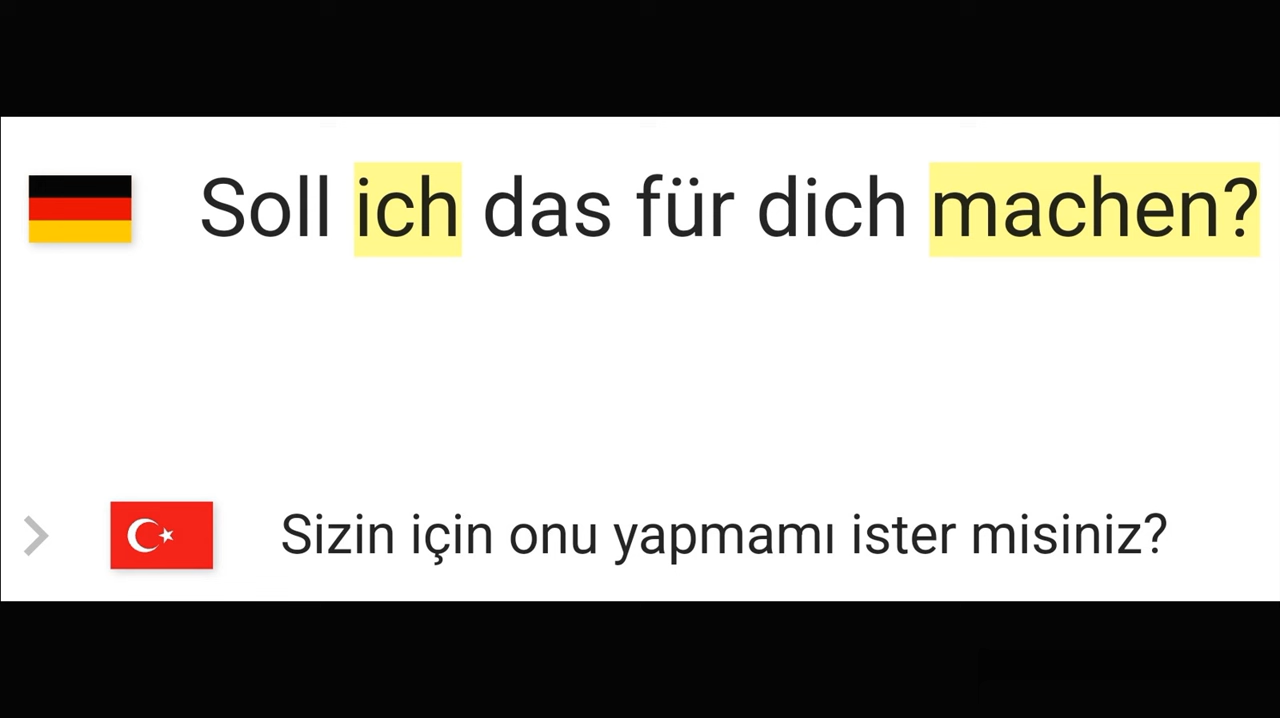 Soll ich das für dich machen?
Sizin için onu yapmamı ister misiniz?